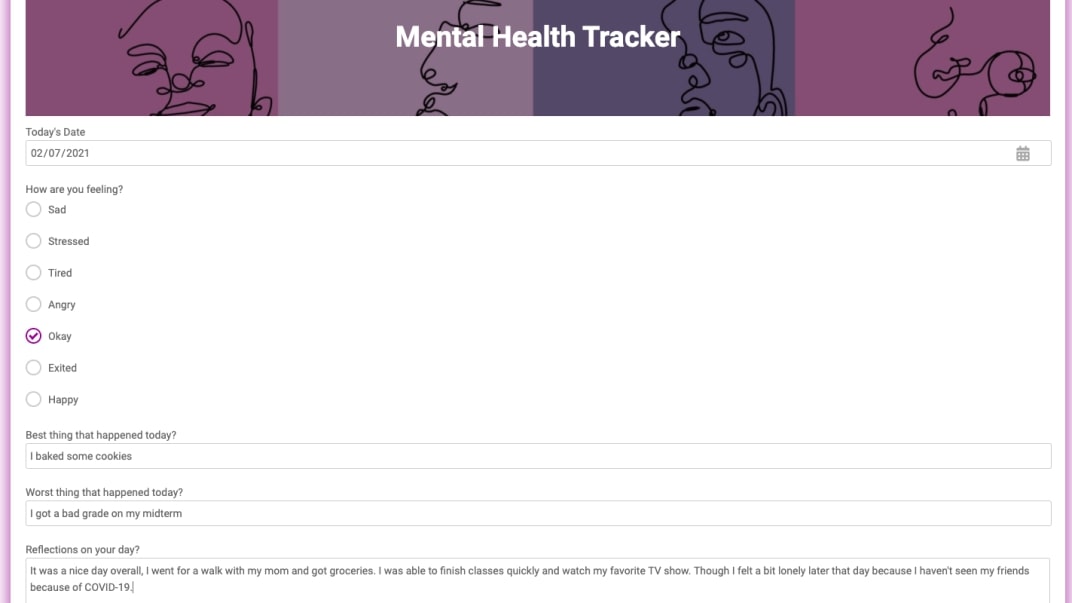 Mental Health Tracker
Today's Date
02/07/2021
How are you feeling?
Sad
Stressed
Tired
Angry
Okay
Exited
Happy
Best thing that happened today?
I baked some cookies
Worst thing that happened today?
I got a bad grade on my midterm
Reflections on your day?
It was a nice day overall, I went for a walk with my mom and got groceries. I was able to finish classes quickly and watch my favorite TV show. Though I felt a bit lonely later that day because I haven't seen my friends
because of COVID-19.